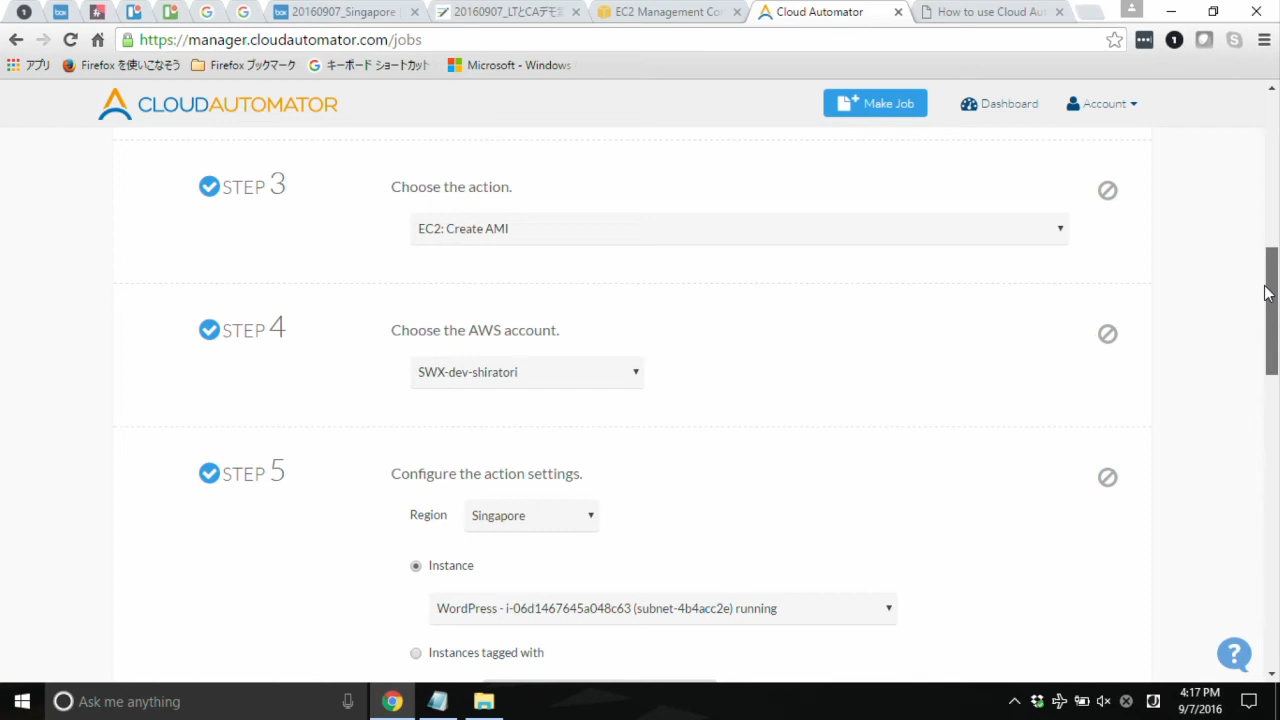 20160907_Singapore
20160907_LTとCAデモ
EC2 Management Co
Cloud Automator
How to use Cloud Aut
https://manager.cloudautomator.com/jobs
アプリ
Firefox を使いこなそう
Firefox ブックマーク
キーボード ショートカット
Microsoft - Windows
CLOUDAUTOMATOR
Make Job
Dashboard
Account
STEP 3
Choose the action.
EC2: Create AMI
STEP 4
Choose the AWS account.
SWX-dev-shiratori
STEP 5
Configure the action settings.
Region
Singapore
Instance
WordPress - i-06d1467645a048c63 (subnet-4b4acc2e) running
Instances tagged with
?
Ask me anything
4:17 PM
9/7/2016